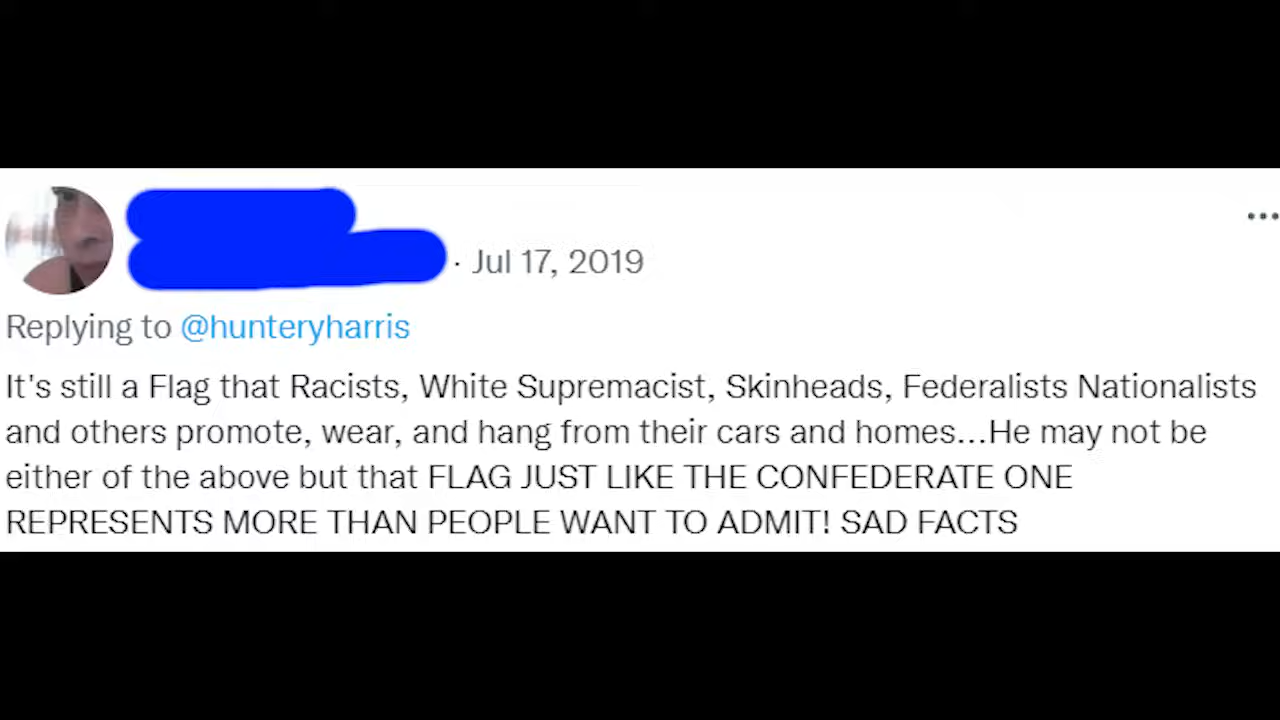 · Jul 17, 2019
Replying to @hunteryharris
It's still a Flag that Racists, White Supremacist, Skinheads, Federalists Nationalists
and others promote, wear, and hang from their cars and homes...He may not be
either of the above but that FLAG JUST LIKE THE CONFEDERATE ONE
REPRESENTS MORE THAN PEOPLE WANT TO ADMIT! SAD FACTS